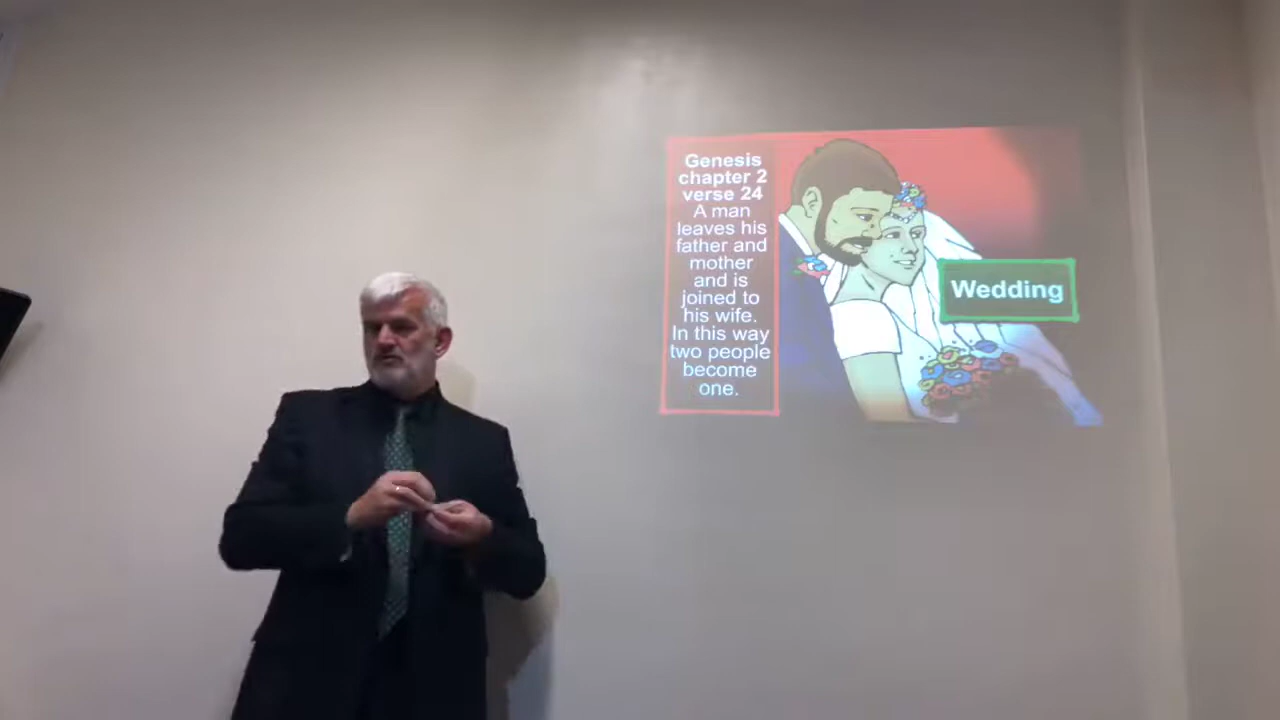 Genesis
chapter 2
verse 24
A man
leaves his
father and
mother
and is
joined to
his wife.
In this way
two people
become
one.
Wedding